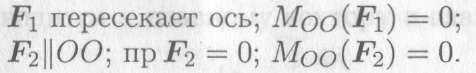 F₁ пересекает ось; M_OO(F₁) = 0;
F₂∥OO; пр F₂ = 0; M_OO(F₂) = 0.